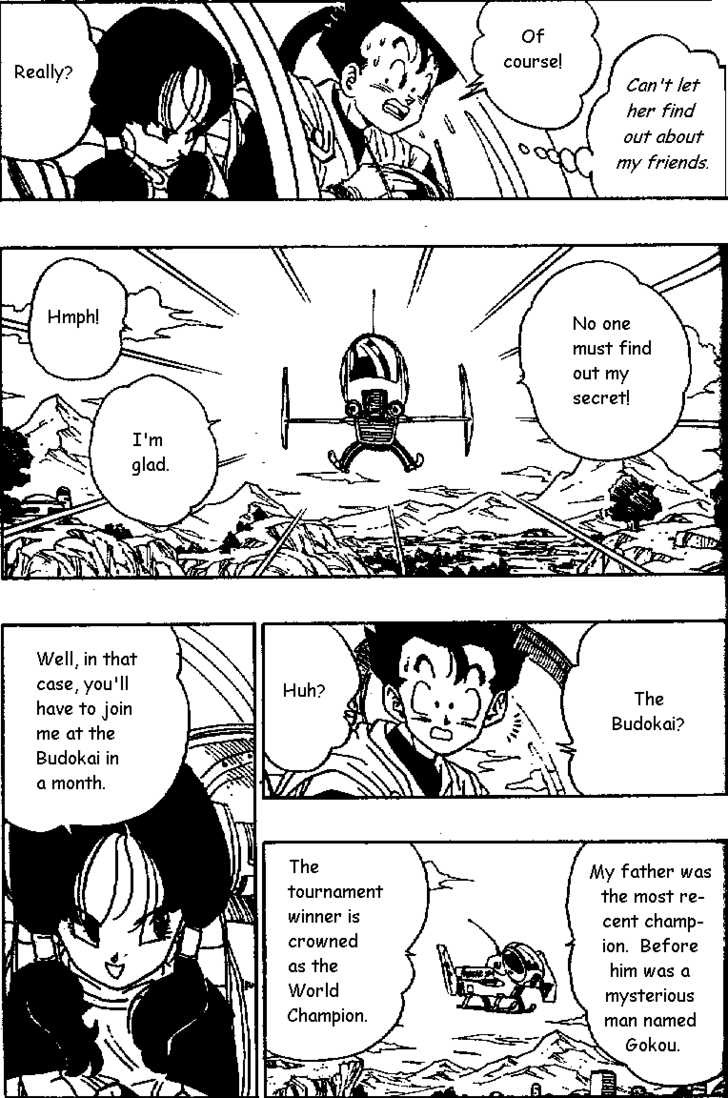 Of
course!
Can't let
her find
out about
my friends.
Really?
No one
must find
out my
secret!
Hmph!
I'm
glad.
The
Budokai?
Huh?
Well, in that
case, you'll
have to join
me at the
Budokai in
a month.
My father was
the most re-
cent champ-
ion. Before
him was a
mysterious
man named
Gokou.
The
tournament
winner is
crowned
as the
World
Champion.